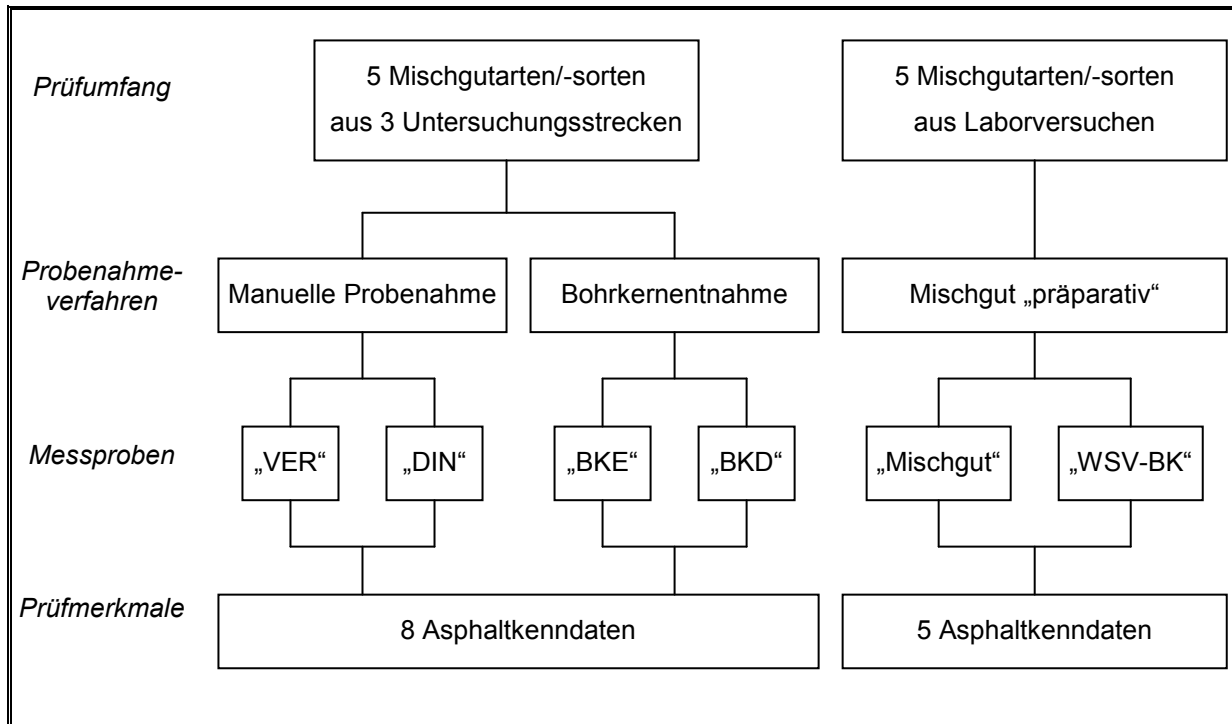 Prüfumfang
5 Mischgutarten/-sorten
aus 3 Untersuchungsstrecken
5 Mischgutarten/-sorten
aus Laborversuchen
Probenahme-
verfahren
Manuelle Probenahme
Bohrkernentnahme
Mischgut „präparativ“
Messproben
„VER“
„DIN“
„BKE“
„BKD“
„Mischgut“
„WSV-BK“
Prüfmerkmale
8 Asphaltkenndaten
5 Asphaltkenndaten